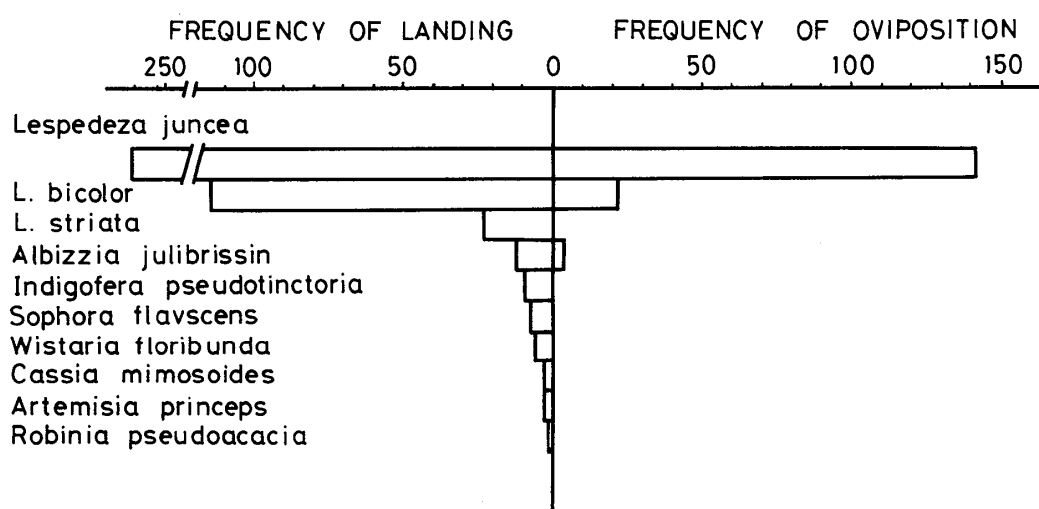 FREQUENCY OF LANDING FREQUENCY OF OVIPOSITION
250 100 50 0 50 100 150
Lespedeza juncea
L. bicolor
L. striata
Albizzia julibrissin
Indigofera pseudotinctoria
Sophora flavscens
Wistaria floribunda
Cassia mimosoides
Artemisia princeps
Robinia pseudoacacia